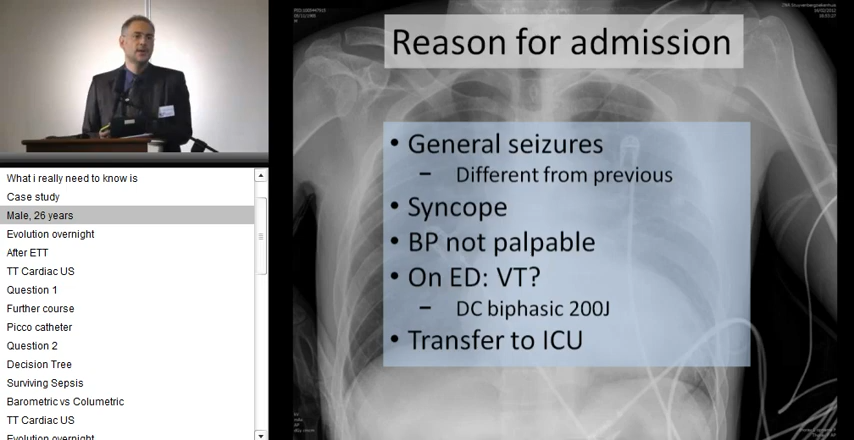 What i really need to know is
Case study
Male, 26 years
Evolution overnight
After ETT
TT Cardiac US
Question 1
Further course
Picco catheter
Question 2
Decision Tree
Surviving Sepsis
Barometric vs Columetric
TT Cardiac US
Evolution overnight
Reason for admission
• General seizures
– Different from previous
• Syncope
• BP not palpable
• On ED: VT?
– DC biphasic 200J
• Transfer to ICU